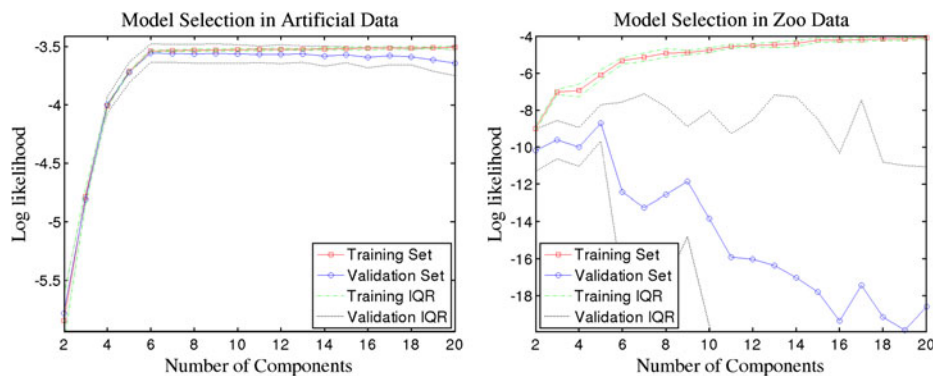 Model Selection in Artificial Data
-3.5
-4
-4.5
-5
-5.5
Log likelihood
2 4 6 8 10 12 14 16 18 20
Number of Components
Training Set
Validation Set
Training IQR
Validation IQR
Model Selection in Zoo Data
-4
-6
-8
-10
-12
-14
-16
-18
Log likelihood
2 4 6 8 10 12 14 16 18 20
Number of Components
Training Set
Validation Set
Training IQR
Validation IQR